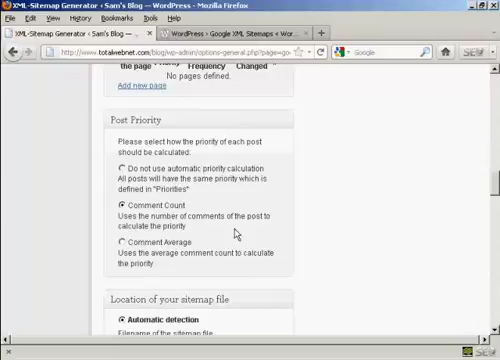 XML-Sitemap Generator ‹ Sam's Blog — WordPress - Mozilla Firefox
File Edit View History Bookmarks Tools Help
XML-Sitemap Generator ‹ Sam's Blog —...
WordPress › Google XML Sitemaps « Wor...
http://www.totalwebnet.com/blog/wp-admin/options-general.php?page=go
Google
the page Priority Frequency Changed
No pages defined.
Add new page
Post Priority
Please select how the priority of each post
should be calculated:
Do not use automatic priority calculation
All posts will have the same priority which is
defined in "Priorities"
Comment Count
Uses the number of comments of the post to
calculate the priority
Comment Average
Uses the average comment count to calculate
the priority
Location of your sitemap file
Automatic detection
Filename of the sitemap file